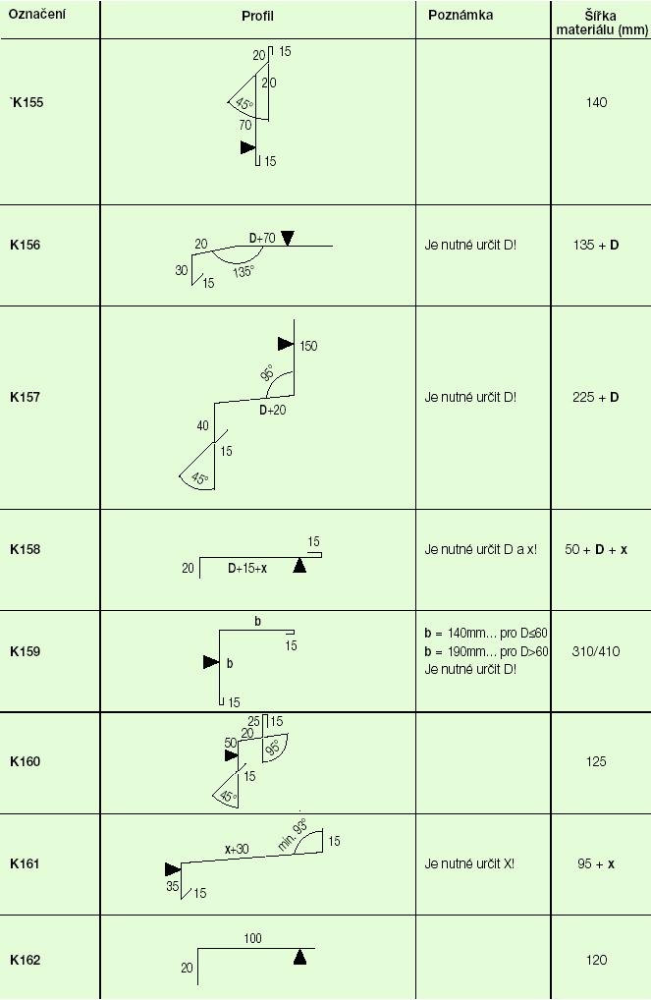 Označení Profil Poznámka Šířka
materiálu (mm)
`K155 20 15 20 45° 70 15 140
K156 20 D+70 30 15 135° Je nutné určit D! 135 + D
K157 150 95° D+20 40 15 45° Je nutné určit D! 225 + D
K158 15 20 D+15+x Je nutné určit D a x! 50 + D + x
K159 b 15 b 15 b = 140mm... pro D≤60
b = 190mm... pro D>60 310/410
Je nutné určit D!
K160 25 15 20 50 95° 15 45° 125
K161 x+30 min. 93° 15 35 15 Je nutné určit X! 95 + x
K162 100 20 120